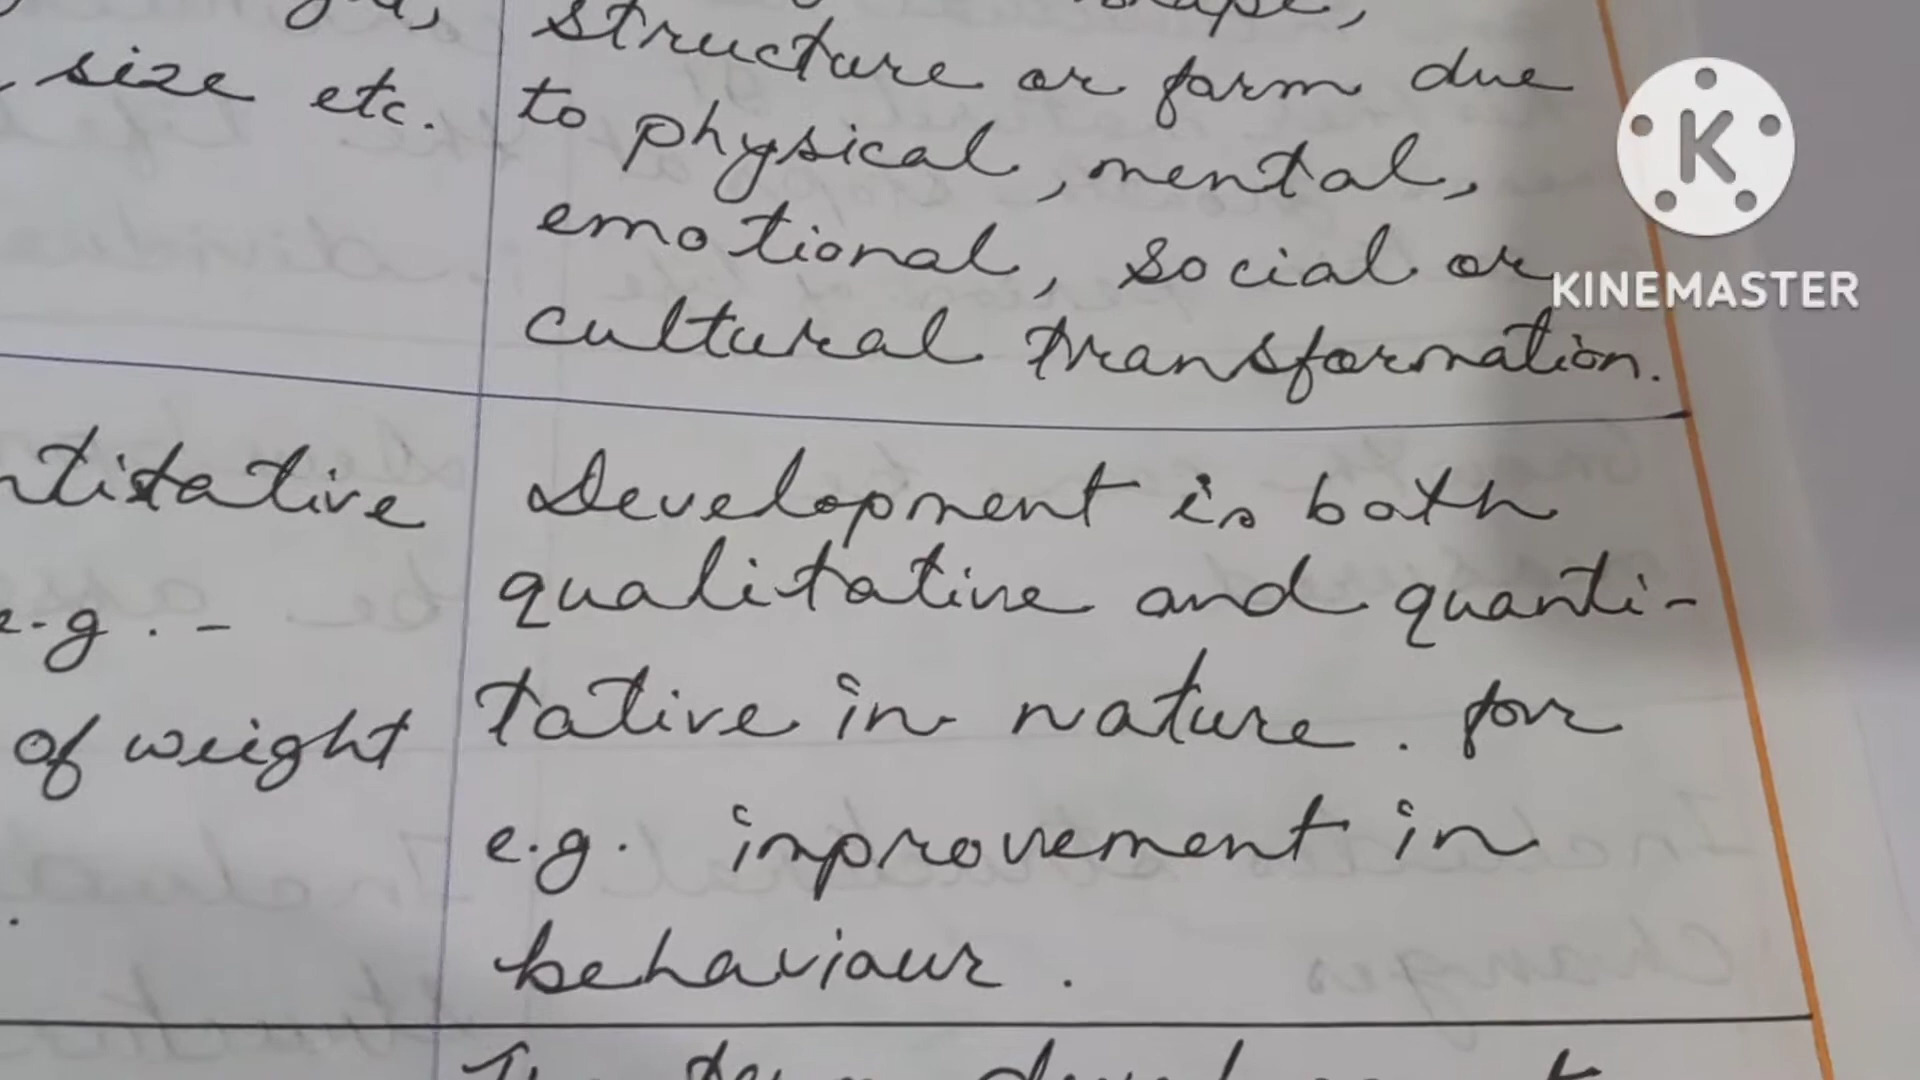 structure or form due
size etc.
to physical, mental,
emotional, social or
cultural transformation.
KINEMASTER
Development is both
qualitative and quanti-
e.g. -
tative in nature. for
of weight
e.g. improvement in
behaviour.